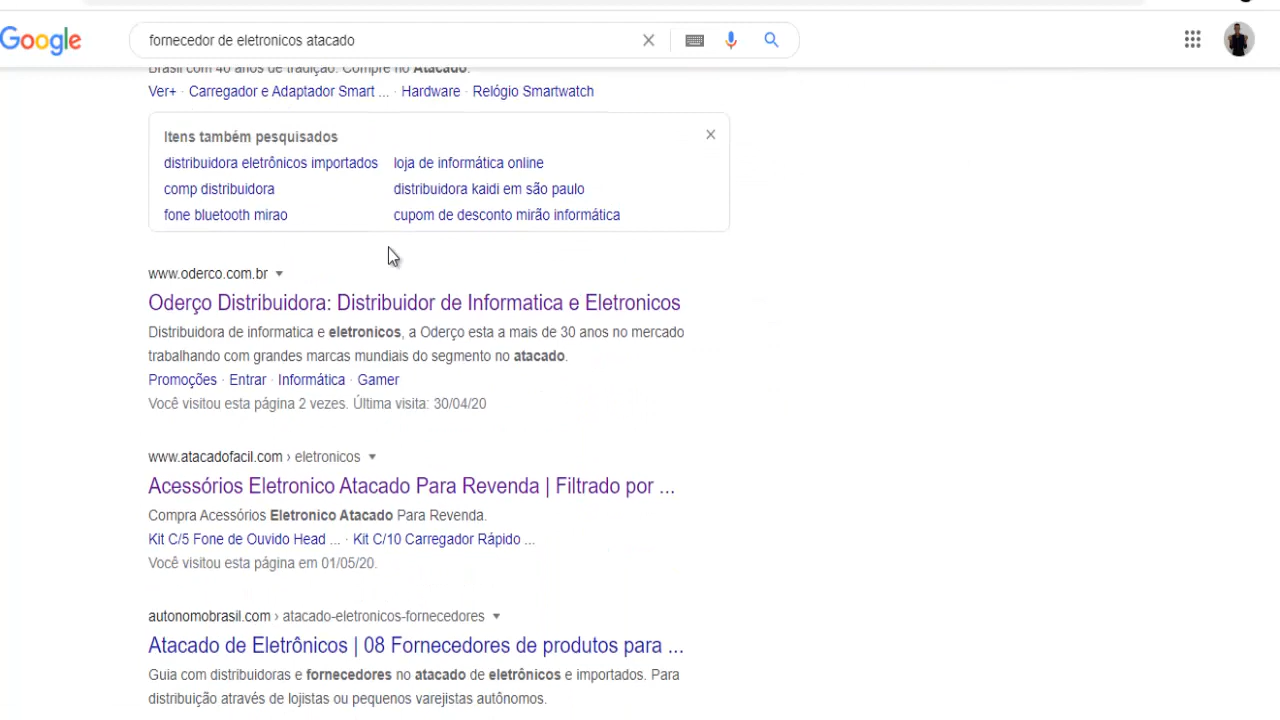 Google
fornecedor de eletronicos atacado
Brasil com 40 anos de tradição. Compre no Atacado.
Ver+ · Carregador e Adaptador Smart ... · Hardware · Relógio Smartwatch
Itens também pesquisados
distribuidora eletrônicos importados
loja de informática online
comp distribuidora
distribuidora kaidi em são paulo
fone bluetooth mirao
cupom de desconto mirão informática
www.oderco.com.br
Oderço Distribuidora: Distribuidor de Informatica e Eletronicos
Distribuidora de informatica e eletronicos, a Oderço esta a mais de 30 anos no mercado
trabalhando com grandes marcas mundiais do segmento no atacado.
Promoções · Entrar · Informática · Gamer
Você visitou esta página 2 vezes. Última visita: 30/04/20
www.atacadofacil.com › eletronicos
Acessórios Eletronico Atacado Para Revenda | Filtrado por ...
Compra Acessórios Eletronico Atacado Para Revenda.
Kit C/5 Fone de Ouvido Head ... · Kit C/10 Carregador Rápido ...
Você visitou esta página em 01/05/20.
autonomobrasil.com › atacado-eletronicos-fornecedores
Atacado de Eletrônicos | 08 Fornecedores de produtos para ...
Guia com distribuidoras e fornecedores no atacado de eletrônicos e importados. Para
distribuição através de lojistas ou pequenos varejistas autônomos.